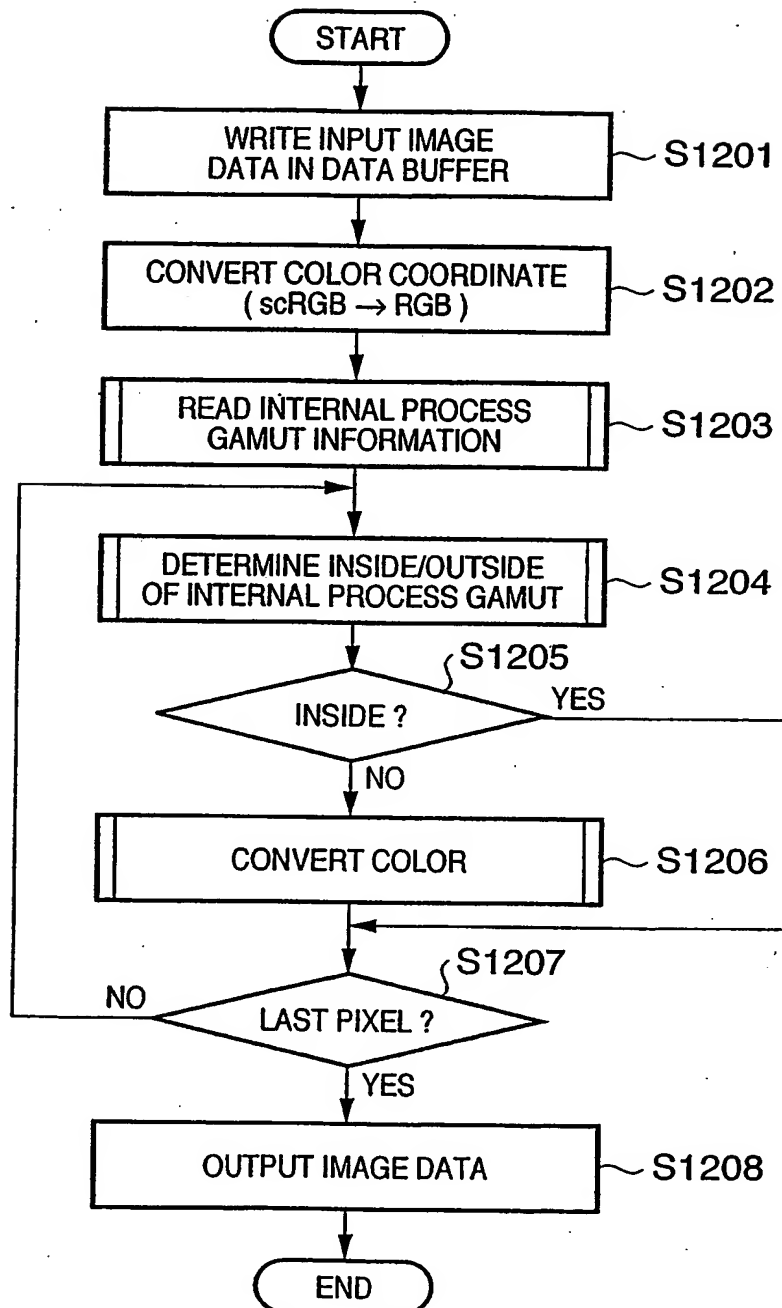 START
WRITE INPUT IMAGE
DATA IN DATA BUFFER
S1201
CONVERT COLOR COORDINATE
( scRGB → RGB )
S1202
READ INTERNAL PROCESS
GAMUT INFORMATION
S1203
DETERMINE INSIDE/OUTSIDE
OF INTERNAL PROCESS GAMUT
S1204
S1205
INSIDE ?
YES
NO
CONVERT COLOR
S1206
S1207
NO
LAST PIXEL ?
YES
OUTPUT IMAGE DATA
S1208
END